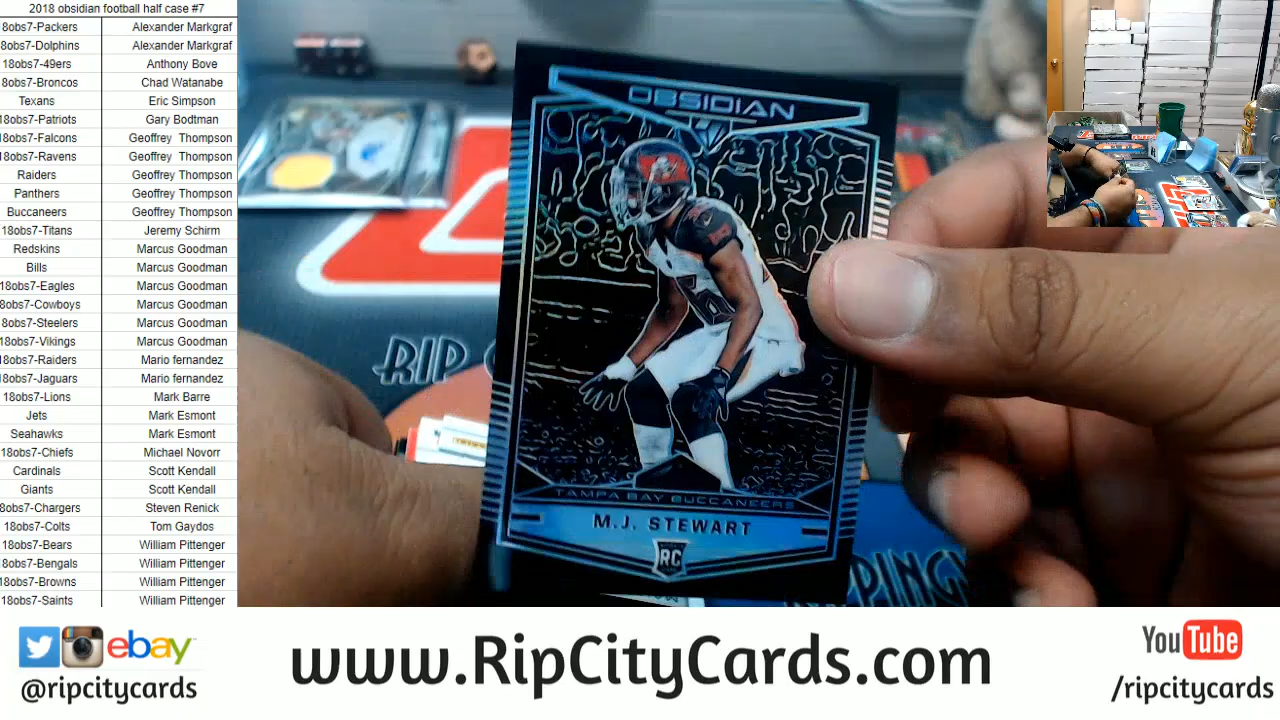 2018 obsidian football half case #7
8obs7-Packers Alexander Markgraf
8obs7-Dolphins Alexander Markgraf
18obs7-49ers Anthony Bove
8obs7-Broncos Chad Watanabe
Texans Eric Simpson
18obs7-Patriots Gary Bodtman
18obs7-Falcons Geoffrey Thompson
18obs7-Ravens Geoffrey Thompson
Raiders Geoffrey Thompson
Panthers Geoffrey Thompson
Buccaneers Geoffrey Thompson
18obs7-Titans Jeremy Schirm
Redskins Marcus Goodman
Bills Marcus Goodman
18obs7-Eagles Marcus Goodman
8obs7-Cowboys Marcus Goodman
8obs7-Steelers Marcus Goodman
18obs7-Vikings Marcus Goodman
18obs7-Raiders Mario fernandez
18obs7-Jaguars Mario fernandez
18obs7-Lions Mark Barre
Jets Mark Esmont
Seahawks Mark Esmont
18obs7-Chiefs Michael Novorr
Cardinals Scott Kendall
Giants Scott Kendall
8obs7-Chargers Steven Renick
18obs7-Colts Tom Gaydos
18obs7-Bears William Pittenger
8obs7-Bengals William Pittenger
18obs7-Browns William Pittenger
18obs7-Saints William Pittenger
OBSIDIAN
TAMPA BAY BUCCANEERS
M.J. STEWART
RC
RIP
ebay
@ripcitycards
www.RipCityCards.com
YouTube
/ripcitycards